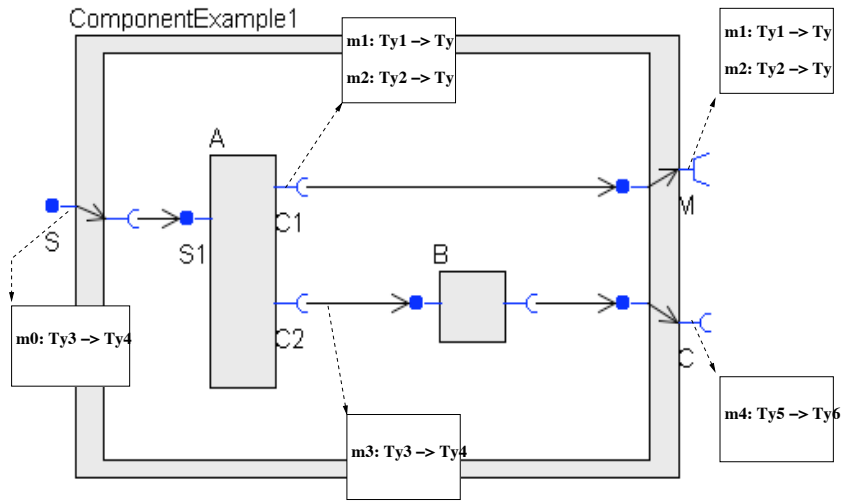 ComponentExample1
m1: Ty1 −> Ty
m2: Ty2 −> Ty
m1: Ty1 −> Ty
m2: Ty2 −> Ty
A
M
S
C1
S1
B
m0: Ty3 −> Ty4
C2
C
m4: Ty5 −> Ty6
m3: Ty3 −> Ty4